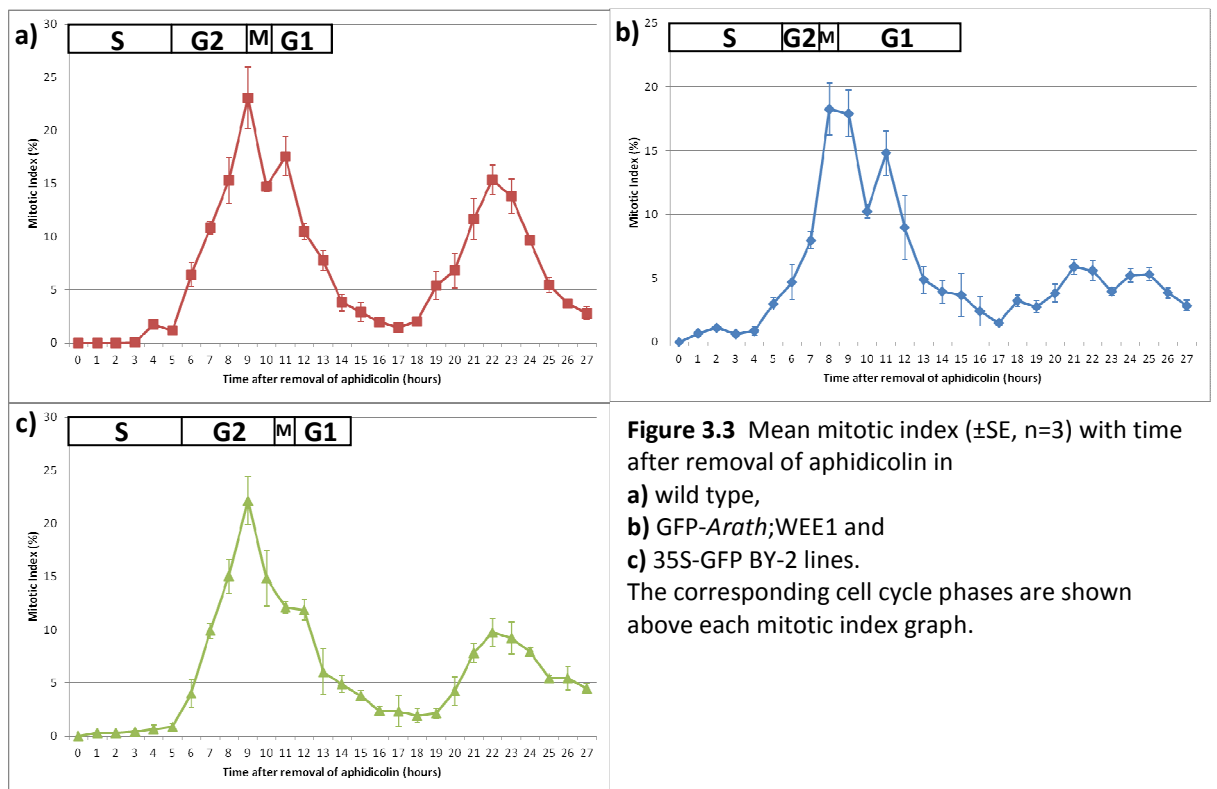 a)
S G2 M G1
30
25
20
15
10
5
0
Mitotic Index (%)
0 1 2 3 4 5 6 7 8 9 10 11 12 13 14 15 16 17 18 19 20 21 22 23 24 25 26 27
Time after removal of aphidicolin (hours)
b)
S G2 M G1
25
20
15
10
5
0
Mitotic Index (%)
0 1 2 3 4 5 6 7 8 9 10 11 12 13 14 15 16 17 18 19 20 21 22 23 24 25 26 27
Time after removal of aphidicolin (hours)
c)
S G2 M G1
30
25
20
15
10
5
0
Mitotic Index (%)
0 1 2 3 4 5 6 7 8 9 10 11 12 13 14 15 16 17 18 19 20 21 22 23 24 25 26 27
Time after removal of aphidicolin (hours)
Figure 3.3 Mean mitotic index (±SE, n=3) with time
after removal of aphidicolin in
a) wild type,
b) GFP-Arath;WEE1 and
c) 35S-GFP BY-2 lines.
The corresponding cell cycle phases are shown
above each mitotic index graph.